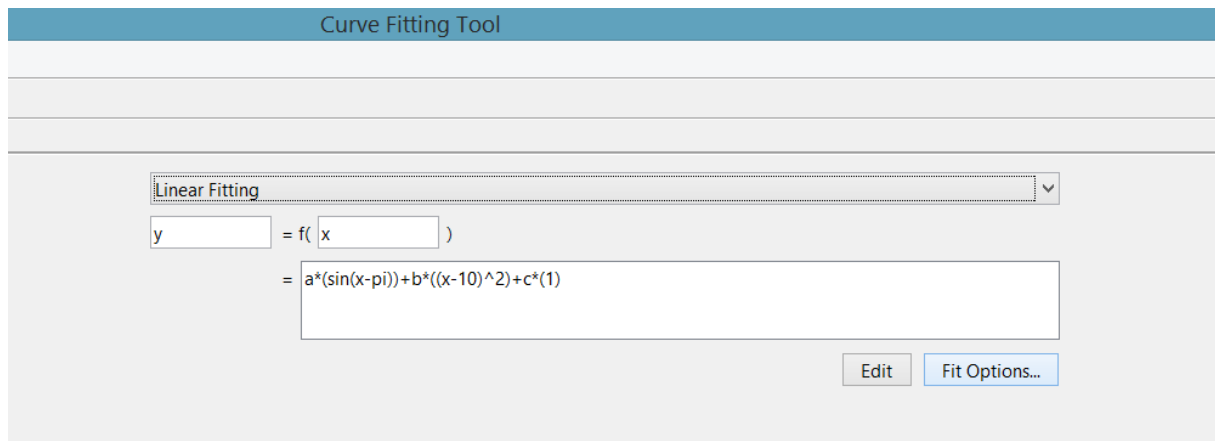 Curve Fitting Tool
Linear Fitting
y = f( x )
= a*(sin(x-pi))+b*((x-10)^2)+c*(1)
Edit Fit Options...